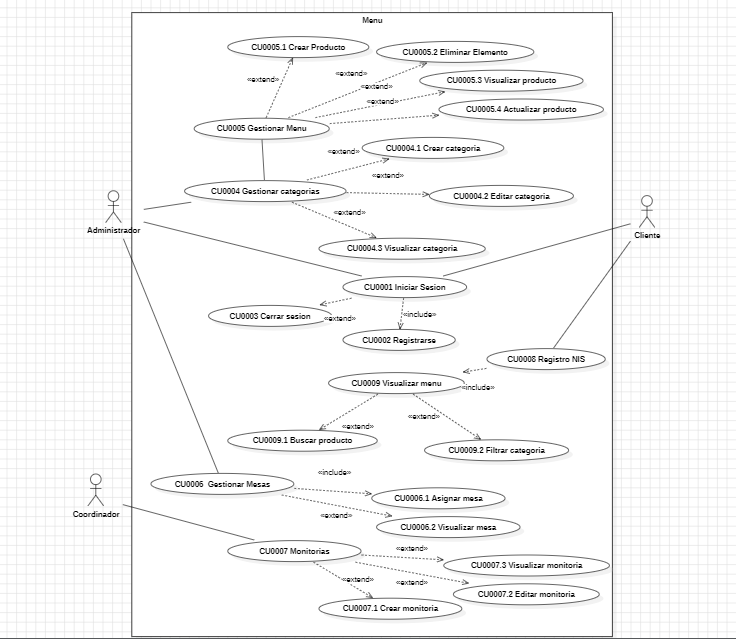 Menu
CU0005.1 Crear Producto
CU0005.2 Eliminar Elemento
«extend»
«extend»
CU0005.3 Visualizar producto
«extend»
«extend»
CU0005.4 Actualizar producto
CU0005 Gestionar Menu
«extend»
CU0004.1 Crear categoria
«extend»
CU0004 Gestionar categorias
CU0004.2 Editar categoria
«extend»
Administrador
Cliente
CU0004.3 Visualizar categoria
CU0001 Iniciar Sesion
CU0003 Cerrar sesion
«extend»
«include»
CU0002 Registrarse
CU0008 Registro NIS
CU0009 Visualizar menu
«include»
«extend»
«extend»
CU0009.1 Buscar producto
CU0009.2 Filtrar categoria
«include»
CU0006 Gestionar Mesas
CU0006.1 Asignar mesa
Coordinador
«extend»
CU0006.2 Visualizar mesa
CU0007 Monitorias
«extend»
CU0007.3 Visualizar monitoria
«extend»
«extend»
CU0007.2 Editar monitoria
CU0007.1 Crear monitoria